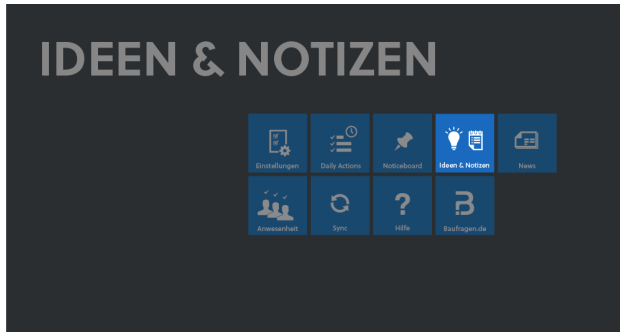 IDEEN & NOTIZEN
Einstellungen
Daily Actions
Noticeboard
Ideen & Notizen
News
Anwesenheit
Sync
Hilfe
Baufragen.de